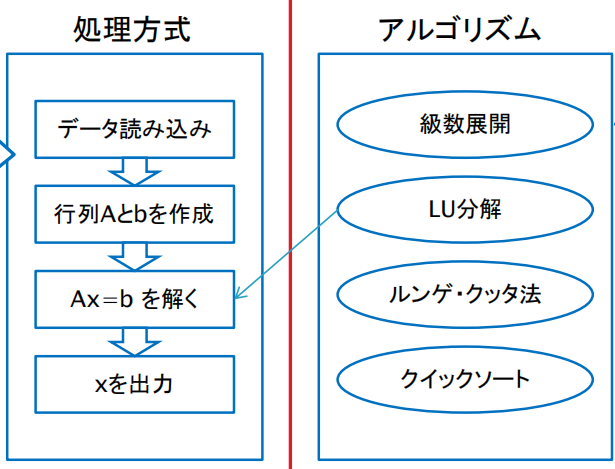 処理方式
データ読み込み
行列Aとbを作成
Ax=b を解く
xを出力
アルゴリズム
級数展開
LU分解
ルンゲ・クッタ法
クイックソート